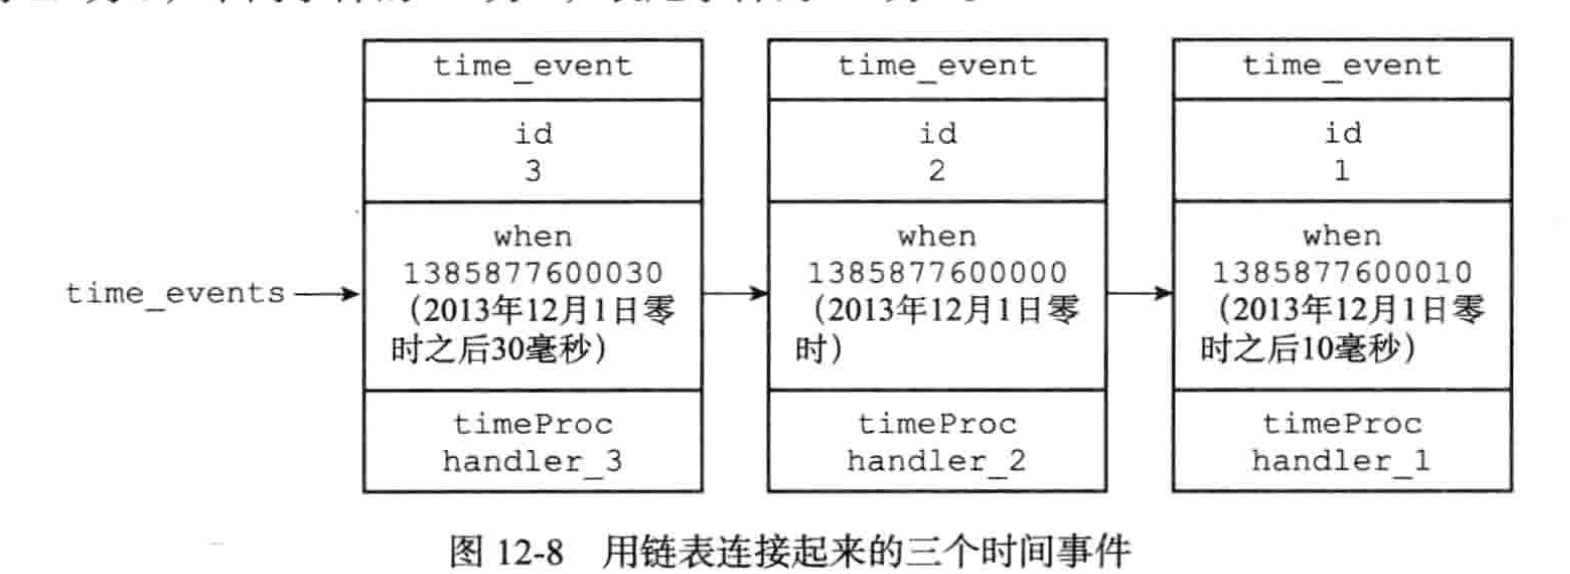 time_event
id
3
when
1385877600030
(2013年12月1日零
时之后30毫秒)
timeProc
handler_3
time_event
id
2
when
1385877600000
(2013年12月1日零
时)
timeProc
handler_2
time_event
id
1
when
1385877600010
(2013年12月1日零
时之后10毫秒)
timeProc
handler_1
time_events
图 12-8 用链表连接起来的三个时间事件